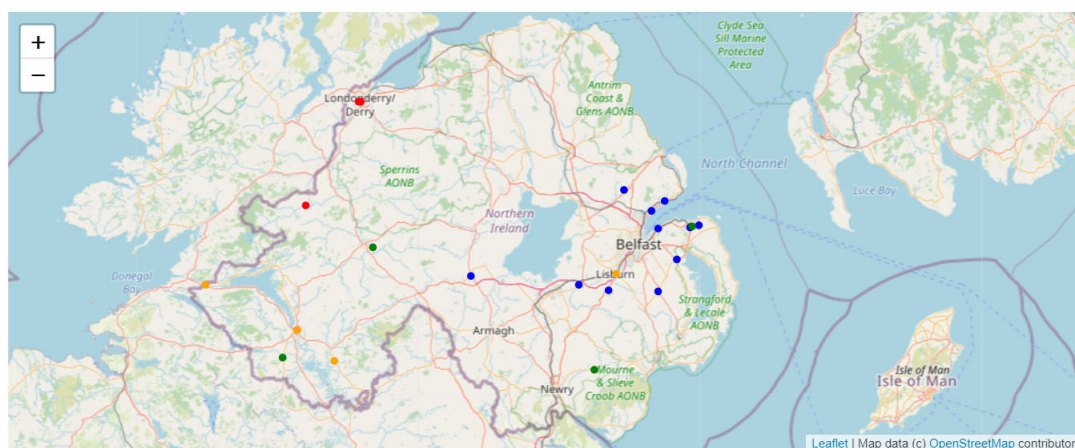 +
−
Clyde Sea
Sill Marine
Protected
Area
Londonderry/
Derry
Antrim
Coast &
Glens AONB
Sperrins
AONB
North Channel
Luce Bay
Northern
Ireland
Belfast
Donegal
Bay
Lisburn
Strangford
& Lecale
AONB
Armagh
Mourne
& Slieve
Croob AONB
Newry
Isle of Man
Isle of Man
Leaflet | Map data (c) OpenStreetMap contributor